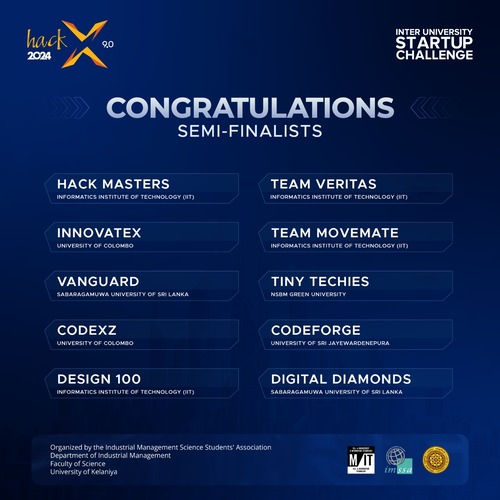 hack X 9.0
2024
INTER UNIVERSITY
STARTUP
CHALLENGE
CONGRATULATIONS
SEMI-FINALISTS
HACK MASTERS
INFORMATICS INSTITUTE OF TECHNOLOGY (IIT)
TEAM VERITAS
INFORMATICS INSTITUTE OF TECHNOLOGY (IIT)
INNOVATEX
UNIVERSITY OF COLOMBO
TEAM MOVEMATE
INFORMATICS INSTITUTE OF TECHNOLOGY (IIT)
VANGUARD
SABARAGAMUWA UNIVERSITY OF SRI LANKA
TINY TECHIES
NSBM GREEN UNIVERSITY
CODEXZ
UNIVERSITY OF COLOMBO
CODEFORGE
UNIVERSITY OF SRI JAYEWARDENEPURA
DESIGN 100
INFORMATICS INSTITUTE OF TECHNOLOGY (IIT)
DIGITAL DIAMONDS
SABARAGAMUWA UNIVERSITY OF SRI LANKA
Organized by the Industrial Management Science Students' Association
Department of Industrial Management
Faculty of Science
University of Kelaniya
M/IT
imssa